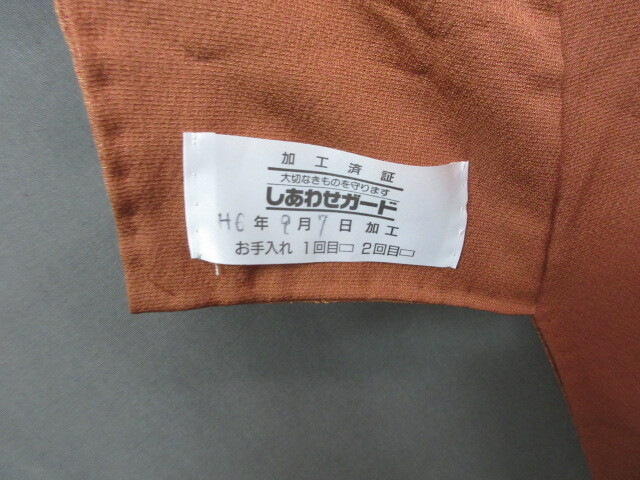 加工済証
大切なきものを守ります
しあわせガード
H6年9月7日加工
お手入れ 1回目□ 2回目□